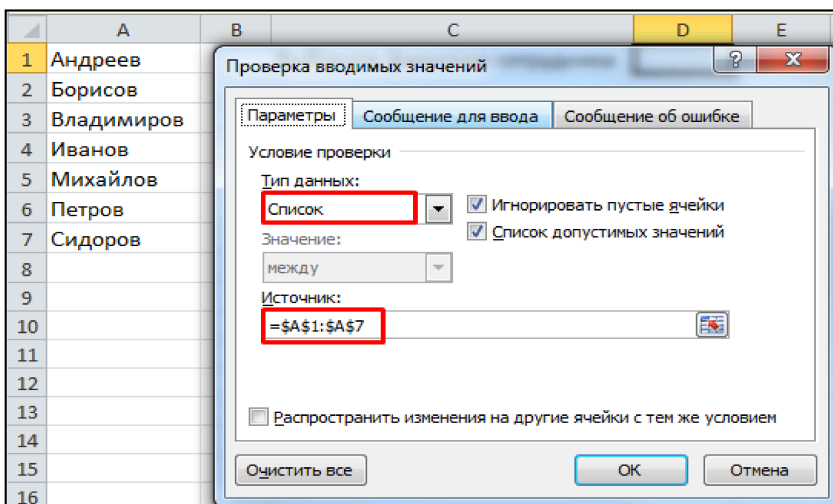 A B C D E
1 Андреев
Проверка вводимых значений
2 Борисов
3 Владимиров
Параметры Сообщение для ввода Сообщение об ошибке
4 Иванов
Условие проверки
5 Михайлов
Тип данных:
6 Петров
Список
Игнорировать пустые ячейки
7 Сидоров
Значение:
Список допустимых значений
8
между
9
Источник:
10
=$A$1:$A$7
11
12
13
Распространить изменения на другие ячейки с тем же условием
14
15
Очистить все ОК Отмена
16